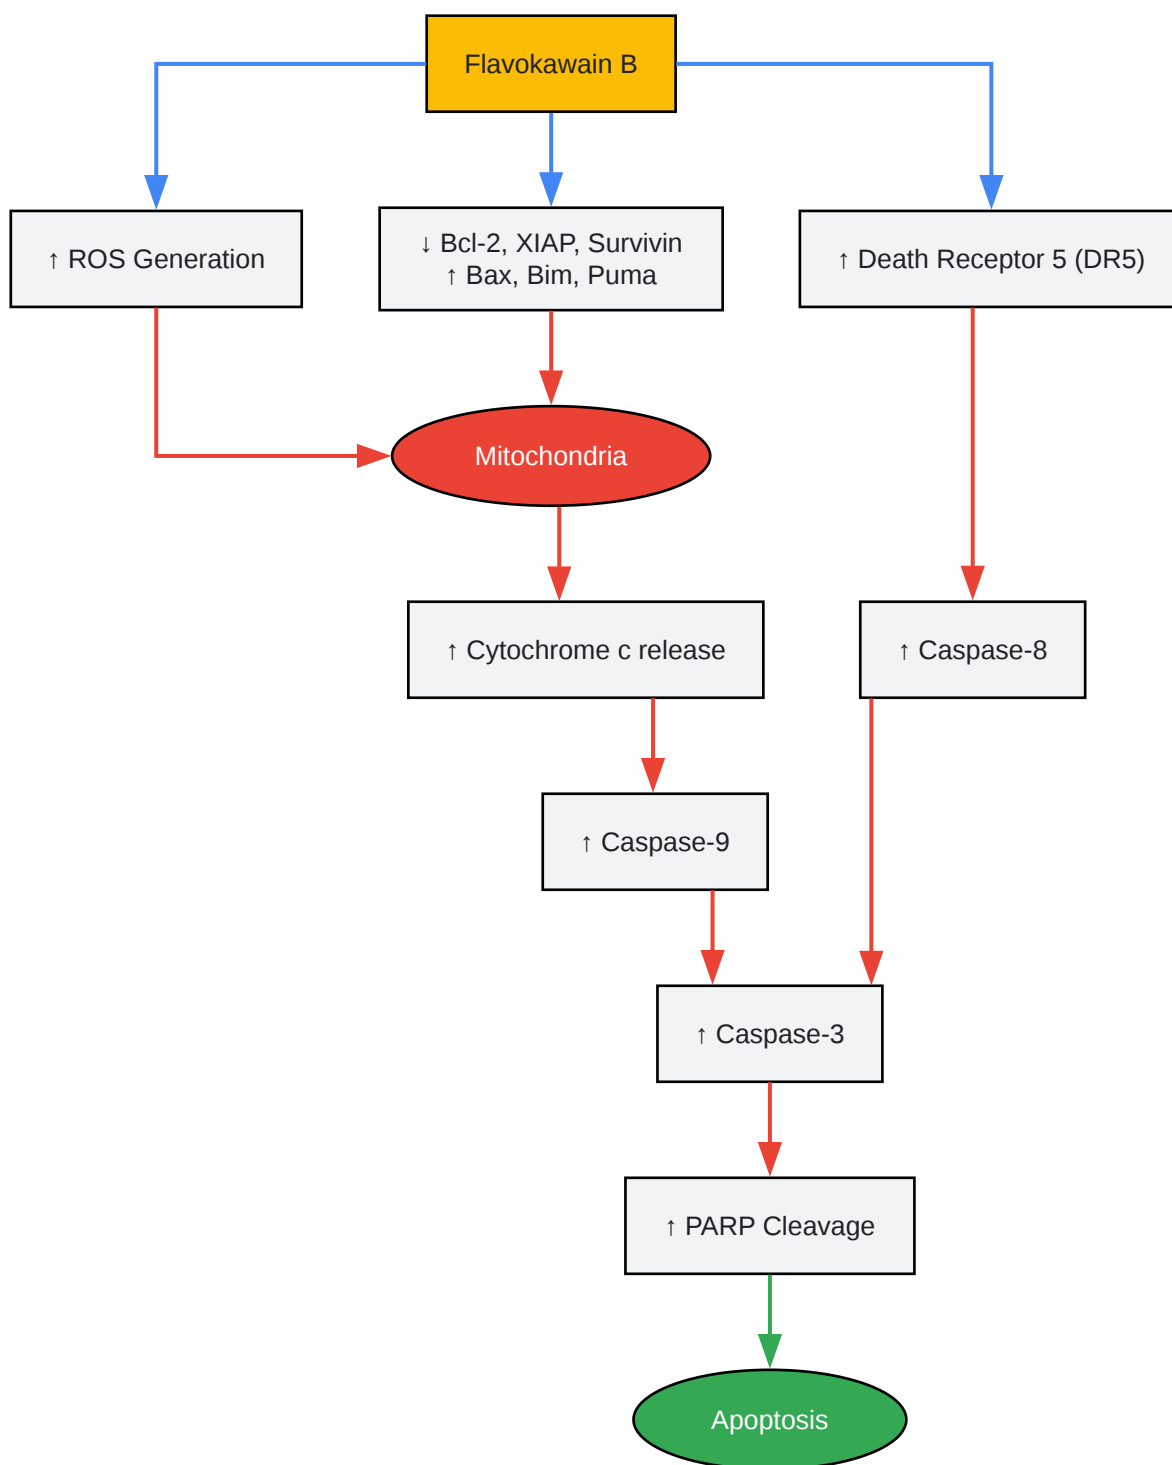 Flavokawain B
↑ ROS Generation
↓ Bcl-2, XIAP, Survivin
↑ Bax, Bim, Puma
↑ Death Receptor 5 (DR5)
Mitochondria
↑ Cytochrome c release
↑ Caspase-8
↑ Caspase-9
↑ Caspase-3
↑ PARP Cleavage
Apoptosis